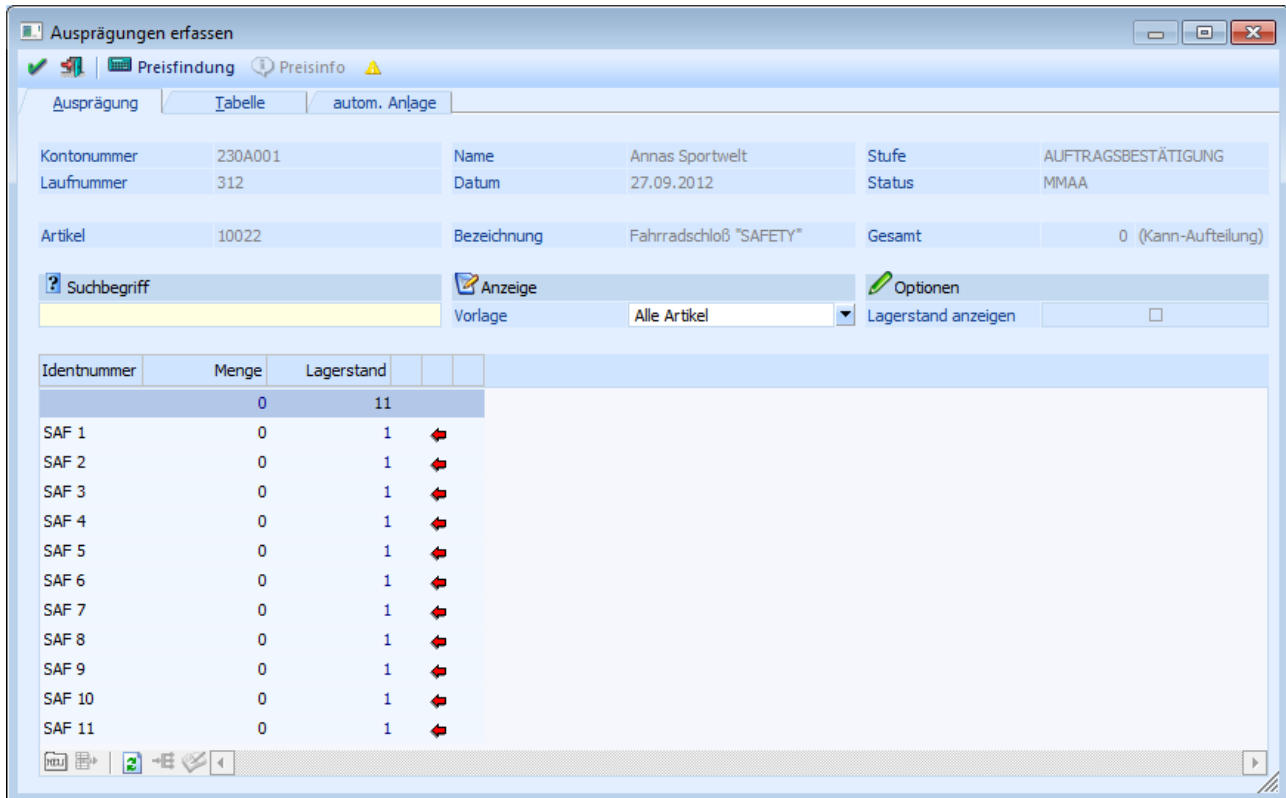 Ausprägungen erfassen
Preisfindung Preisinfo
Ausprägung Tabelle autom. Anlage
Kontonummer 230A001 Name Annas Sportwelt Stufe AUFTRAGSBESTÄTIGUNG
Laufnummer 312 Datum 27.09.2012 Status MMAA
Artikel 10022 Bezeichnung Fahrradschloß "SAFETY" Gesamt 0 (Kann-Aufteilung)
Suchbegriff Anzeige Optionen
Vorlage Alle Artikel Lagerstand anzeigen
Identnummer Menge Lagerstand
0 11
SAF 1 0 1
SAF 2 0 1
SAF 3 0 1
SAF 4 0 1
SAF 5 0 1
SAF 6 0 1
SAF 7 0 1
SAF 8 0 1
SAF 9 0 1
SAF 10 0 1
SAF 11 0 1
NEU